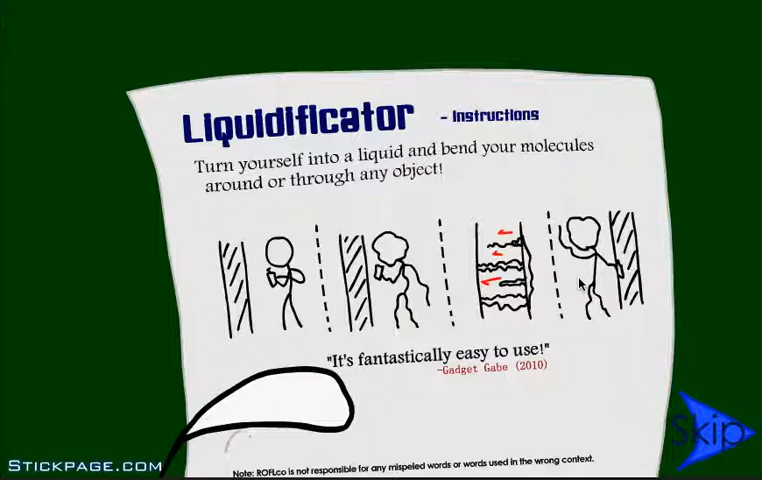 Liquidificator - Instructions
Turn yourself into a liquid and bend your molecules
around or through any object!
"It's fantastically easy to use!"
-Gadget Gabe (2010)
Skip
STICKPAGE.COM
Note: ROFLco is not responsible for any mispeled words or words used in the wrong context.